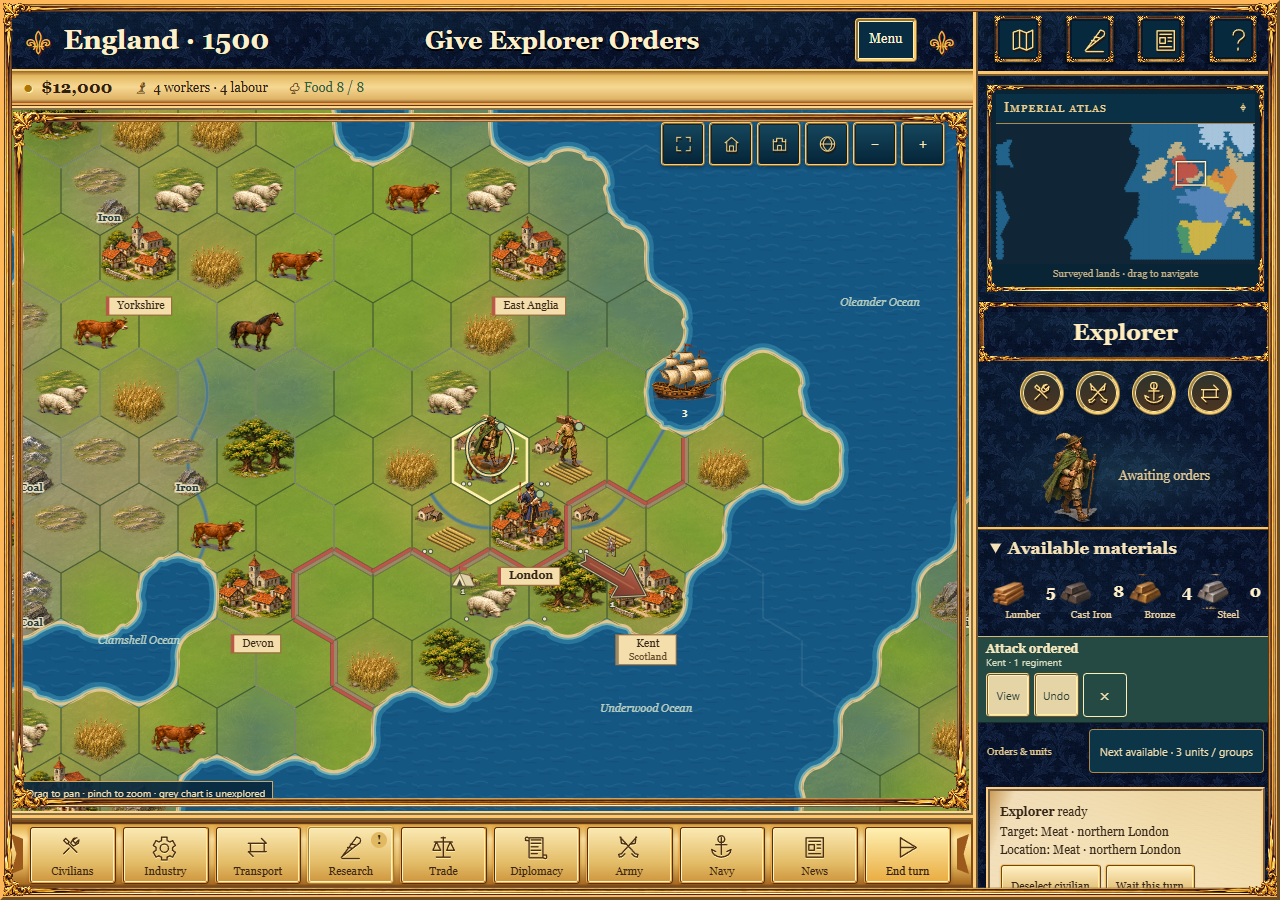 England · 1500
Give Explorer Orders
Menu
?
$12,000
4 workers · 4 labour
Food 8 / 8
−
+
IMPERIAL ATLAS
Surveyed lands · drag to navigate
Iron
Yorkshire
East Anglia
Oleander Ocean
3
Coal
Iron
London
1
1
Coal
Clamshell Ocean
Devon
Kent
Scotland
Underwood Ocean
Drag to pan · pinch to zoom · grey chart is unexplored
Explorer
Awaiting orders
▼ Available materials
5
8
4
0
Lumber
Cast Iron
Bronze
Steel
Attack ordered
Kent · 1 regiment
View
Undo
×
Orders & units
Next available · 3 units / groups
Explorer ready
Target: Meat · northern London
Location: Meat · northern London
Deselect civilian
Wait this turn
Civilians
Industry
Transport
!
Research
Trade
Diplomacy
Army
Navy
News
End turn